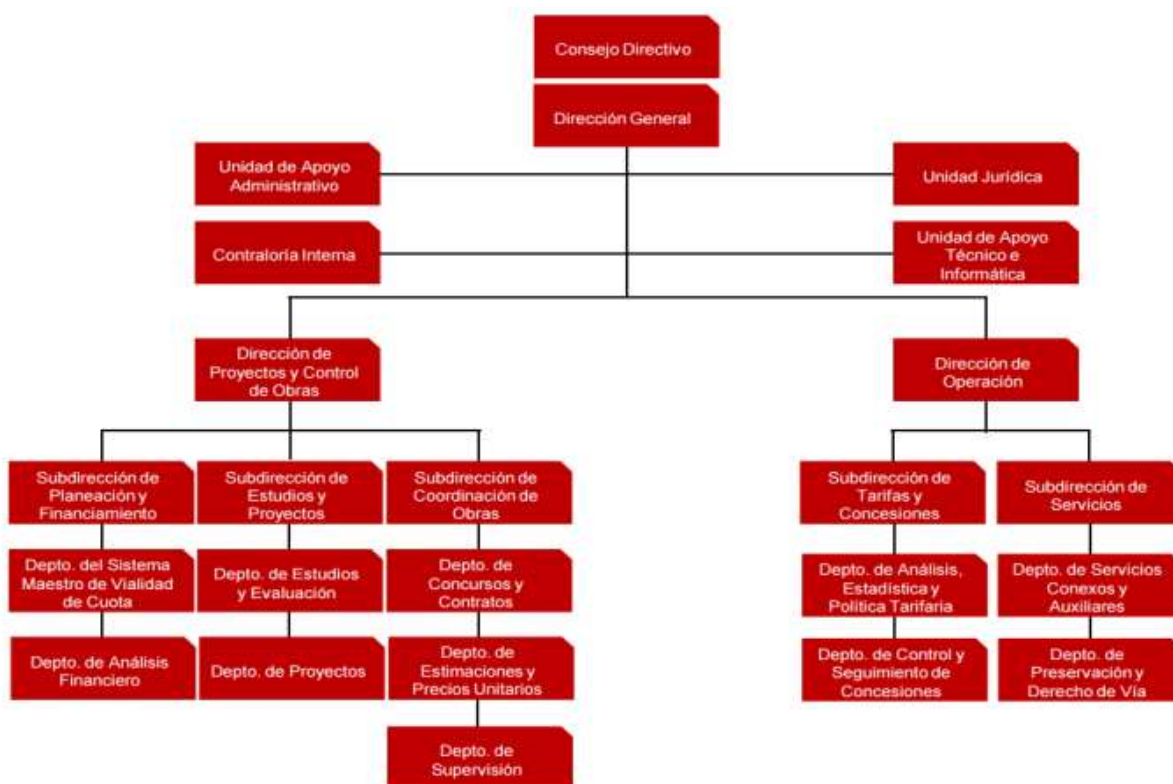 Consejo Directivo
Dirección General
Unidad de Apoyo
Administrativo
Unidad Jurídica
Contraloría Interna
Unidad de Apoyo
Técnico e
Informática
Dirección de
Proyectos y Control
de Obras
Dirección de
Operación
Subdirección de
Planeación y
Financiamiento
Subdirección de
Estudios y
Proyectos
Subdirección de
Coordinación de
Obras
Subdirección de
Tarifas y
Concesiones
Subdirección de
Servicios
Depto. del Sistema
Maestro de Vialidad
de Cuota
Depto. de Estudios
y Evaluación
Depto. de
Concursos y
Contratos
Depto. de Análisis,
Estadística y
Política Tarifaria
Depto. de Servicios
Conexos y
Auxiliares
Depto. de Análisis
Financiero
Depto. de Proyectos
Depto. de
Estimaciones y
Precios Unitarios
Depto. de Control y
Seguimiento de
Concesiones
Depto. de
Preservación y
Derecho de Vía
Depto. de
Supervisión